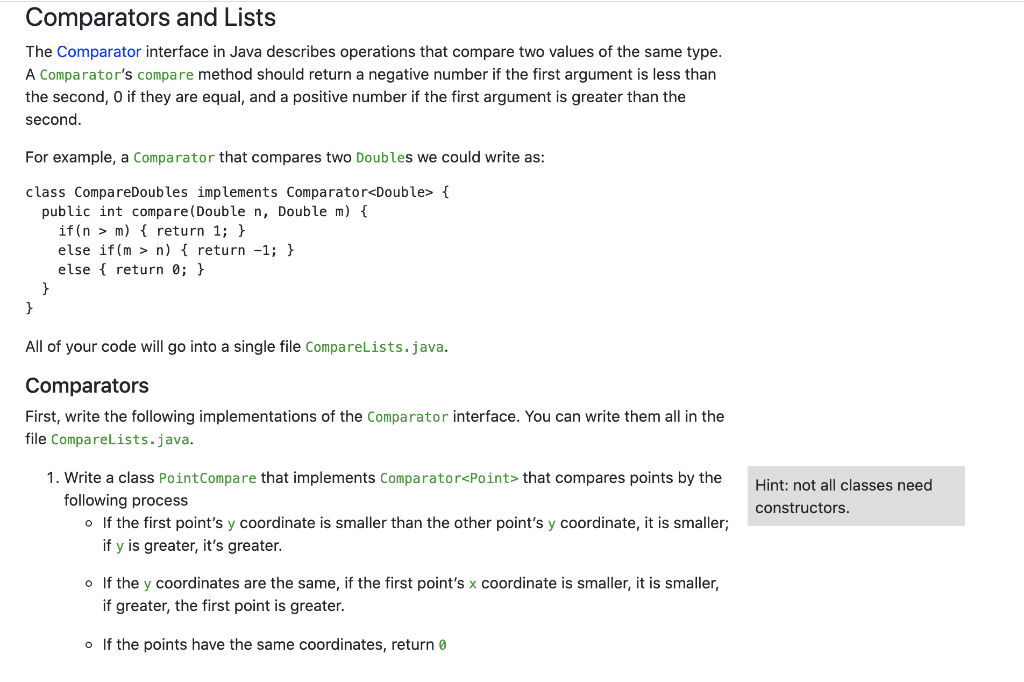 Comparators and Lists
The Comparator interface in Java describes operations that compare two values of the same type.
A Comparator's compare method should return a negative number if the first argument is less than
the second, 0 if they are equal, and a positive number if the first argument is greater than the
second.
For example, a Comparator that compares two Doubles we could write as:
class CompareDoubles implements Comparator<Double> {
  public int compare(Double n, Double m) {
    if(n > m) { return 1; }
    else if(m > n) { return -1; }
    else { return 0; }
  }
}
All of your code will go into a single file CompareLists.java.
Comparators
First, write the following implementations of the Comparator interface. You can write them all in the
file CompareLists.java.
1. Write a class PointCompare that implements Comparator<Point> that compares points by the
following process
Hint: not all classes need
constructors.
◦ If the first point's y coordinate is smaller than the other point's y coordinate, it is smaller;
if y is greater, it's greater.
◦ If the y coordinates are the same, if the first point's x coordinate is smaller, it is smaller,
if greater, the first point is greater.
◦ If the points have the same coordinates, return 0